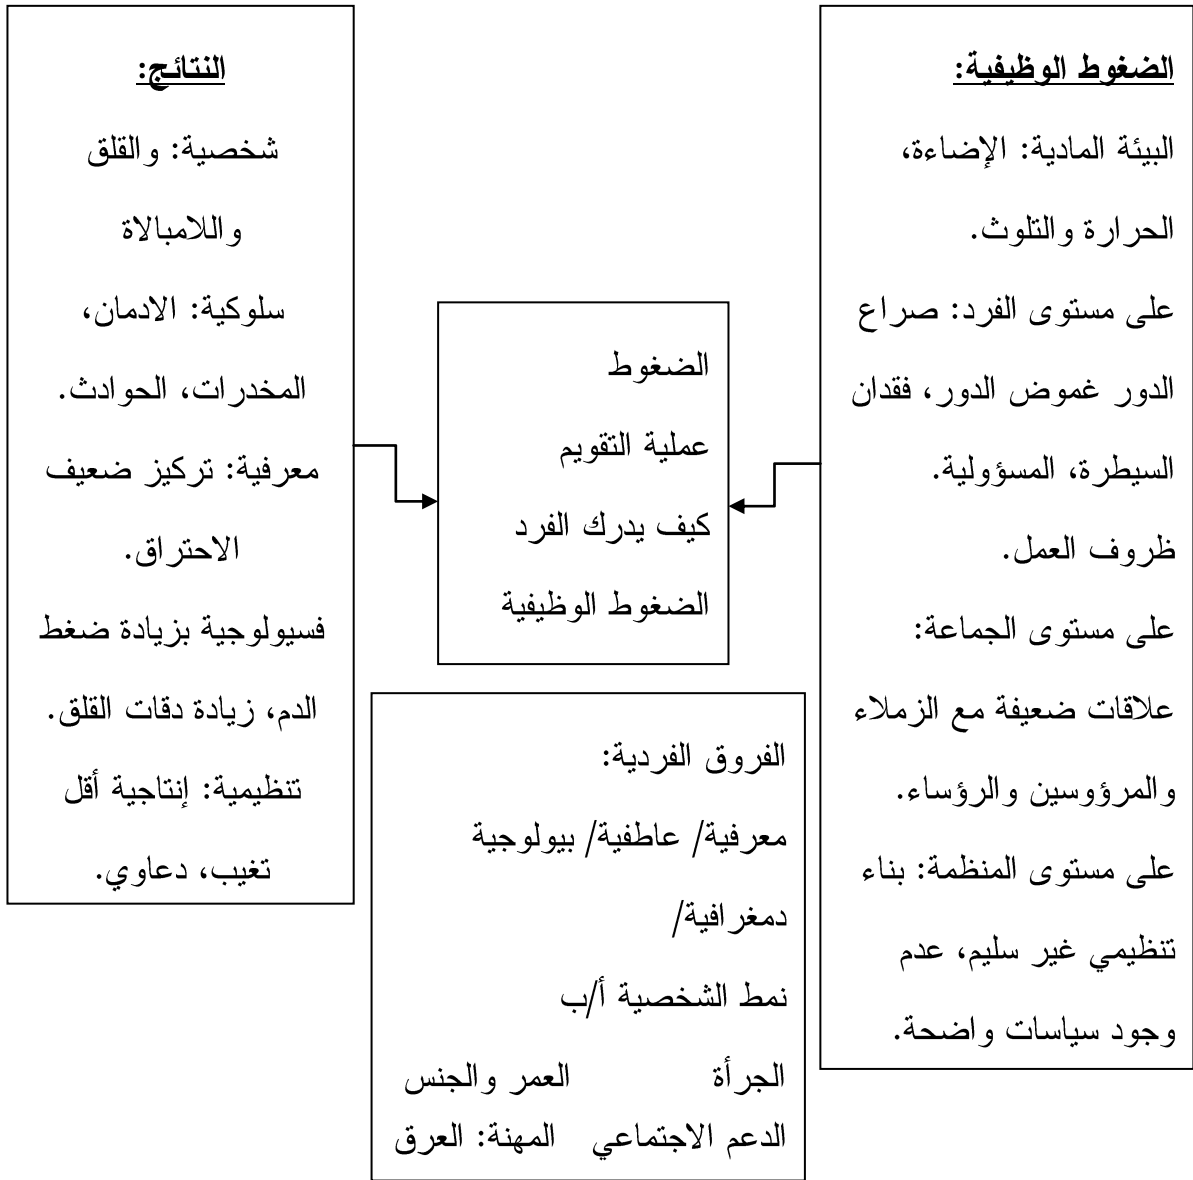 الضغوط الوظيفية:
البيئة المادية: الإضاءة،
الحرارة والتلوث.
على مستوى الفرد: صراع
الدور غموض الدور، فقدان
السيطرة، المسؤولية.
ظروف العمل.
على مستوى الجماعة:
علاقات ضعيفة مع الزملاء
والمرؤوسين والرؤساء.
على مستوى المنظمة: بناء
تنظيمي غير سليم، عدم
وجود سياسات واضحة.
الضغوط
عملية التقويم
كيف يدرك الفرد
الضغوط الوظيفية
الفروق الفردية:
معرفية/ عاطفية/ بيولوجية
دمغرافية/
نمط الشخصية أ/ب
الجرأة العمر والجنس
الدعم الاجتماعي المهنة: العرق
النتائج:
شخصية: والقلق
واللامبالاة
سلوكية: الادمان،
المخدرات، الحوادث.
معرفية: تركيز ضعيف
الاحتراق.
فسيولوجية بزيادة ضغط
الدم، زيادة دقات القلق.
تنظيمية: إنتاجية أقل
تغيب، دعاوي.